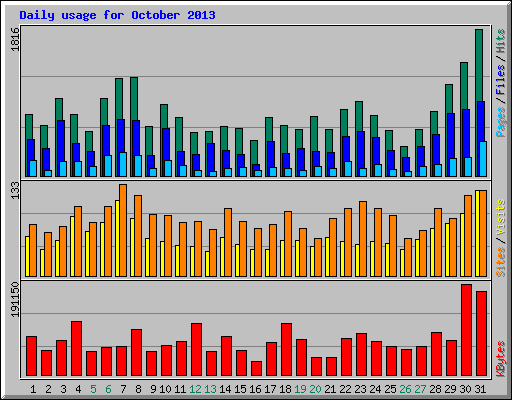 Daily usage for October 2013
1816
Pages / Files / Hits
133
Sites / Visits
191150
KBytes
1 2 3 4 5 6 7 8 9 10 11 12 13 14 15 16 17 18 19 20 21 22 23 24 25 26 27 28 29 30 31